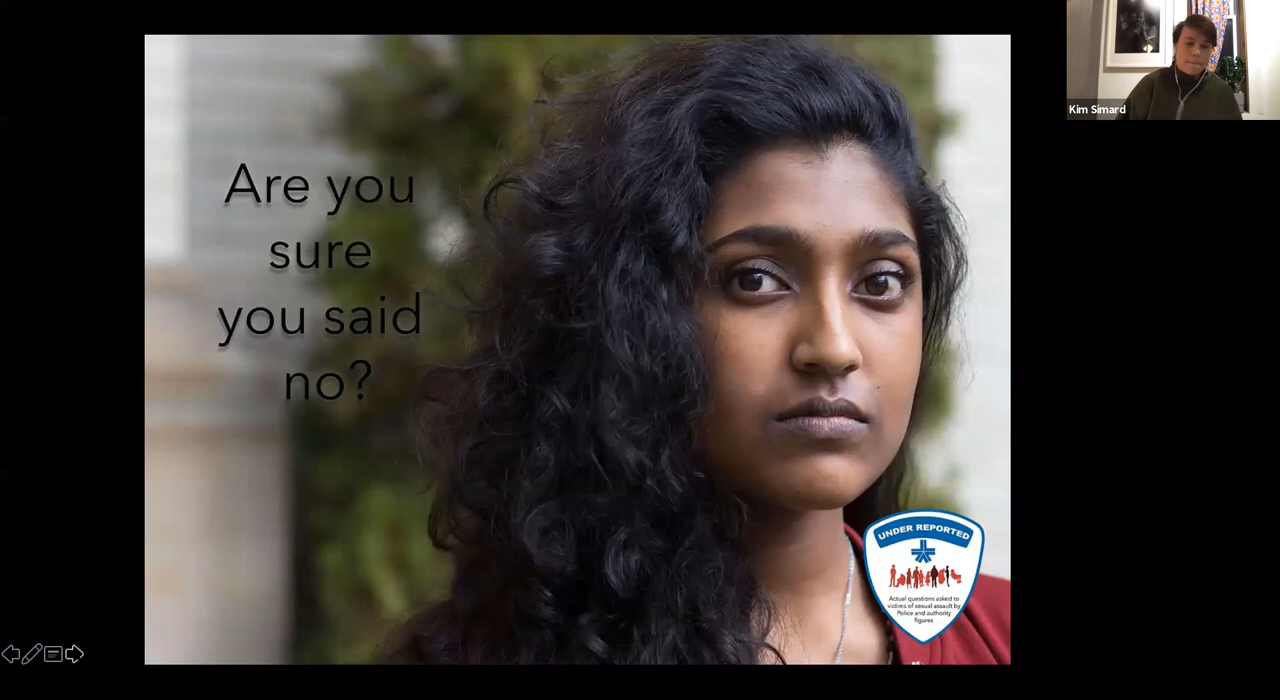 Are you
sure
you said
no?
Kim Simard
UNDER REPORTED
Actual questions asked to
victims of sexual assault by
Police and authority
figures